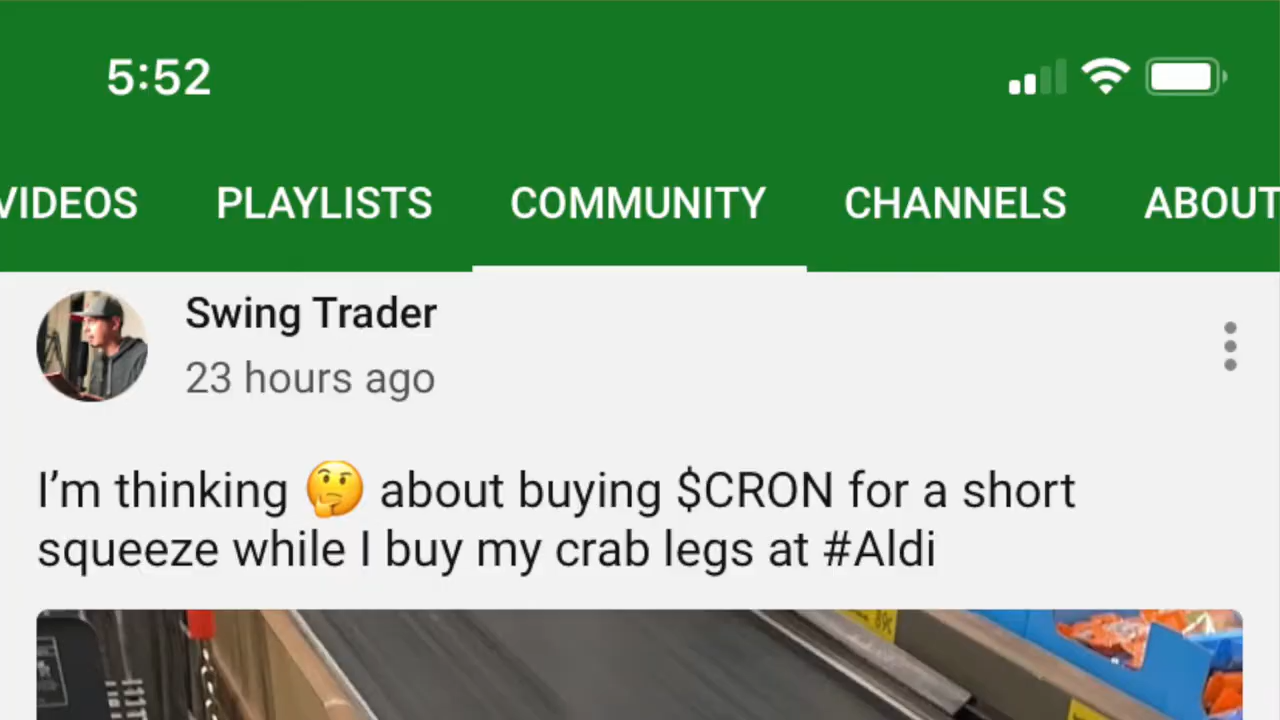 5:52
VIDEOS PLAYLISTS COMMUNITY CHANNELS ABOUT
Swing Trader
23 hours ago
I’m thinking 🤔 about buying $CRON for a short
squeeze while I buy my crab legs at #Aldi
89¢